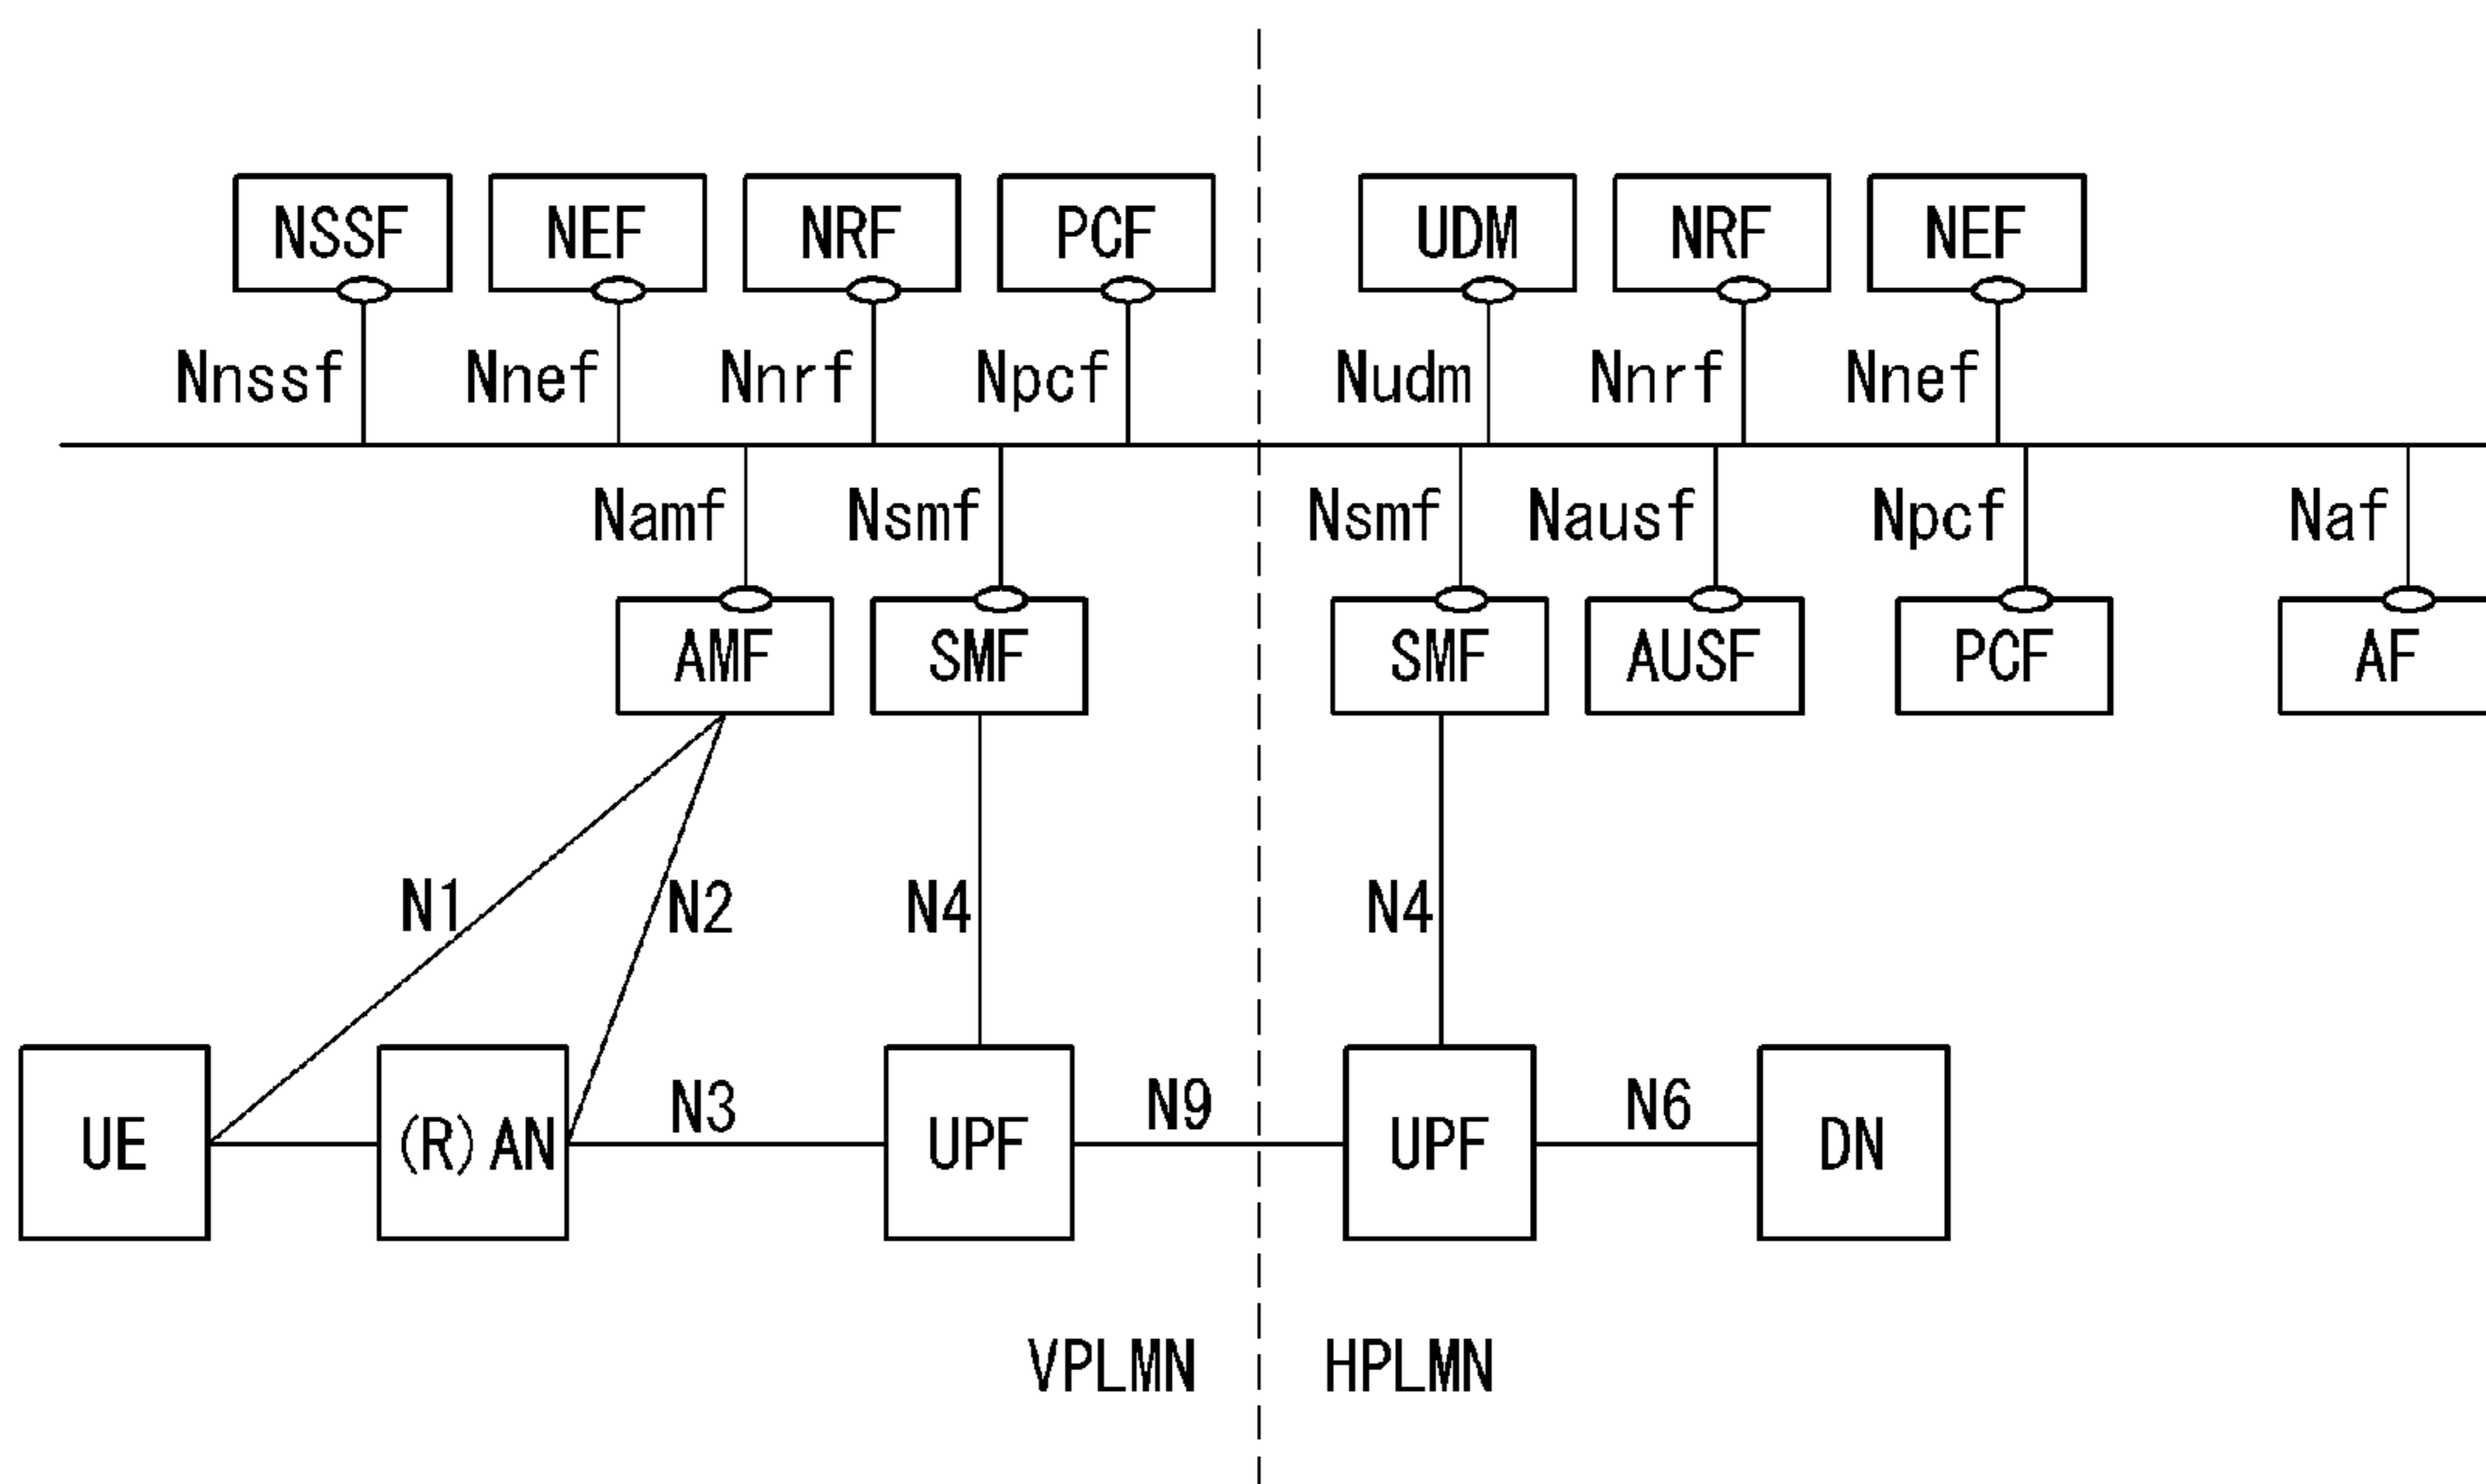 NSSF NEF NRF PCF UDM NRF NEF
Nnssf Nnef Nnrf Npcf Nudm Nnrf Nnef
Namf Nsmf Nsmf Nausf Npcf Naf
AMF SMF SMF AUSF PCF AF
N1 N2 N4 N4
N3 N9 N6
UE (R)AN UPF UPF DN
VPLMN HPLMN